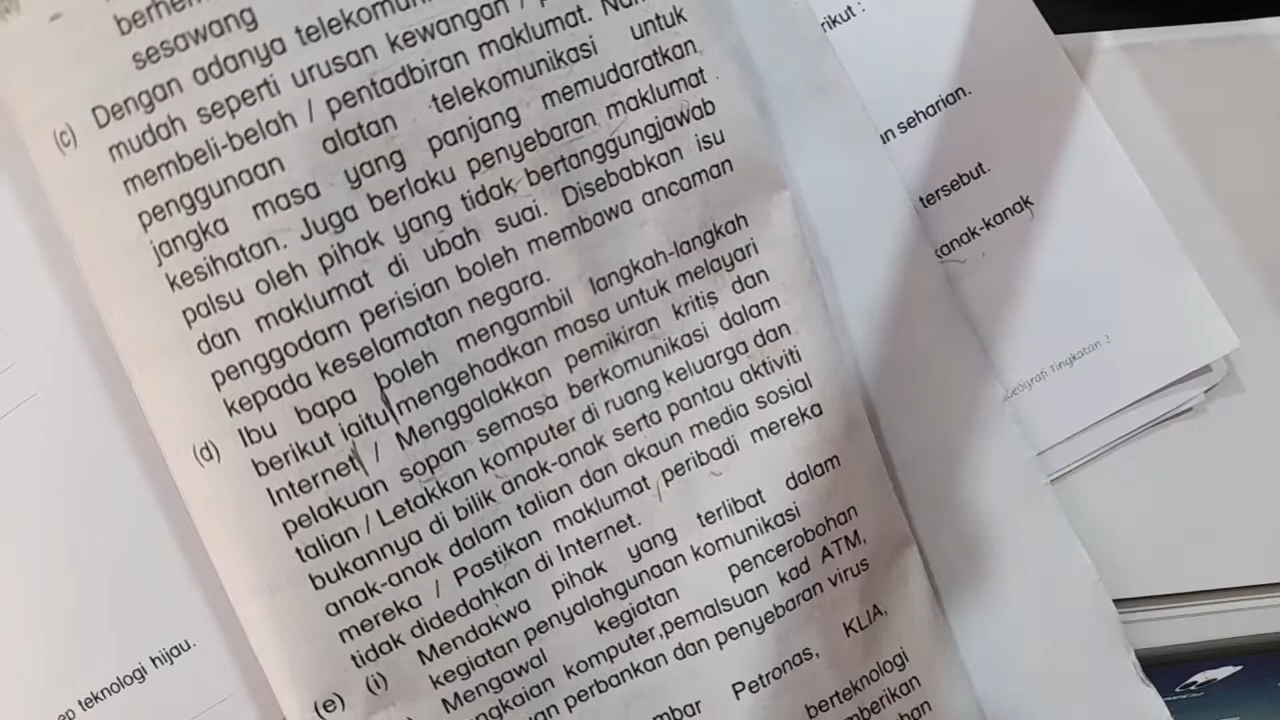 sesawang
(c) Dengan adanya
mudah seperti urusan kewangan /
membeli-belah / pentadbiran maklumat.
penggunaan alatan telekomunikasi untuk
jangka masa yang panjang memudaratkan
kesihatan. Juga berlaku penyebaran maklumat
palsu oleh pihak yang tidak bertanggungjawab
dan maklumat di ubah suai. Disebabkan isu
penggodam perisian boleh membawa ancaman
kepada keselamatan negara.
(d) Ibu bapa boleh mengambil langkah-langkah
berikut iaitu mengehadkan masa untuk melayari
Internet / Menggalakkan pemikiran kritis dan
pelakuan sopan semasa berkomunikasi dalam
talian / Letakkan komputer di ruang keluarga dan
bukannya di bilik anak-anak serta pantau aktiviti
anak-anak dalam talian dan akaun media sosial
mereka / Pastikan maklumat peribadi mereka
tidak didedahkan di Internet.
(e) (i) Mendakwa pihak yang terlibat dalam
kegiatan penyalahgunaan komunikasi
Mengawal kegiatan pencerobohan
komputer,pemalsuan kad ATM,
perbankan dan penyebaran virus
Petronas, KLIA,
berteknologi
teknologi hijau.
seharian.
tersebut.
anak-kanak
Geografi Tingkatan 2